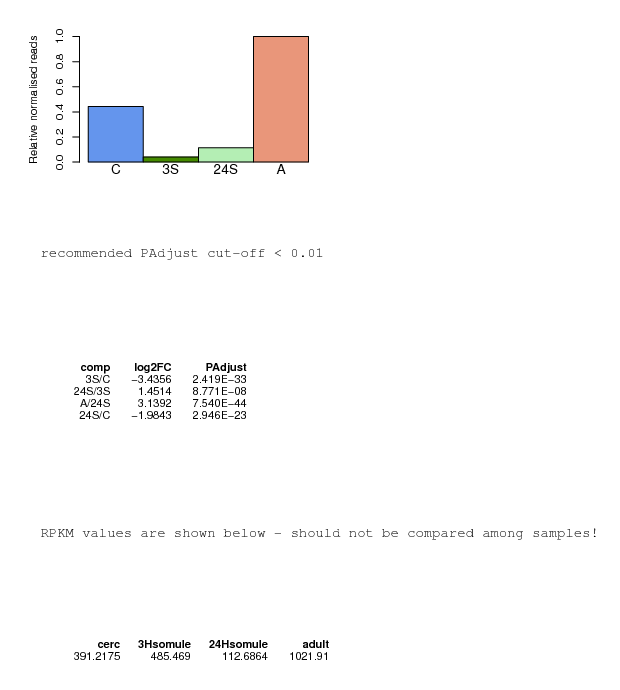 Relative normalised reads
1.0
0.8
0.6
0.4
0.2
0.0
C 3S 24S A
recommended PAdjust cut-off < 0.01
comp log2FC PAdjust
3S/C −3.4356 2.419E−33
24S/3S 1.4514 8.771E−08
A/24S 3.1392 7.540E−44
24S/C −1.9843 2.946E−23
RPKM values are shown below - should not be compared among samples!
cerc 3Hsomule 24Hsomule adult
391.2175 485.469 112.6864 1021.91